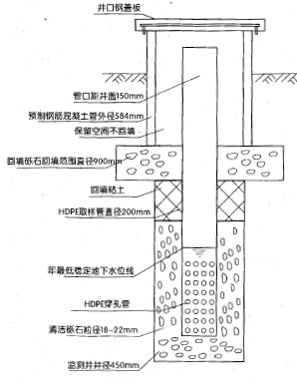 井口钢盖板
管口距井盖150mm
预制钢筋混凝土管外径584mm
保留空间不回填
回填砾石回填范围直径900mm
回填粘土
HDPE取样管直径200mm
年最低稳定地下水位线
HDPE穿孔管
清洁砾石粒径18-22mm
监测井井径450mm